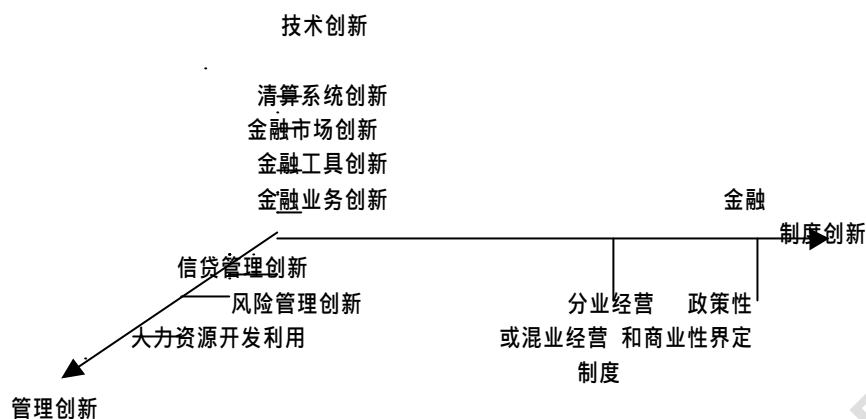 技术创新
清算系统创新
金融市场创新
金融工具创新
金融业务创新
金融
制度创新
信贷管理创新
风险管理创新
人力资源开发利用
分业经营 政策性
或混业经营 和商业性界定
制度
管理创新